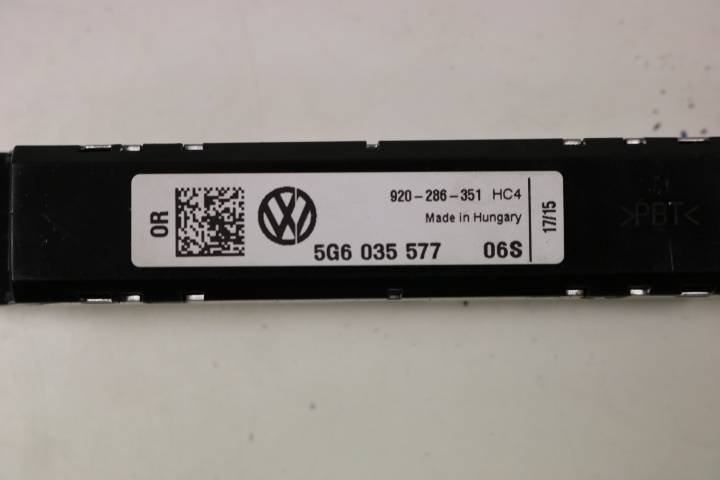 OR
920-286-351 HC4
Made in Hungary
5G6 035 577 06S
17/15
>PBT<